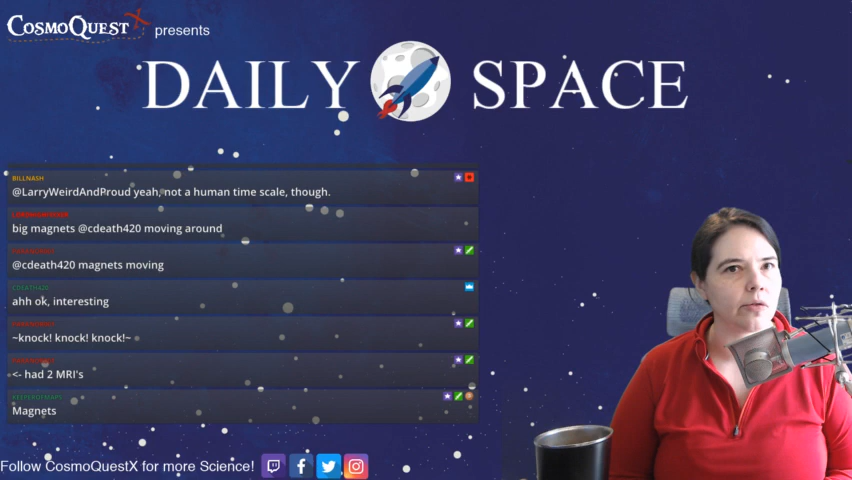 COSMOQUEST X presents
DAILY SPACE
BILLNASH
@LarryWeirdAndProud yeah, not a human time scale, though.
big magnets @cdeath420 moving around
@cdeath420 magnets moving
CDEATH420
ahh ok, interesting
~knock! knock! knock!~
<- had 2 MRI's
Magnets
Follow CosmoQuestX for more Science!